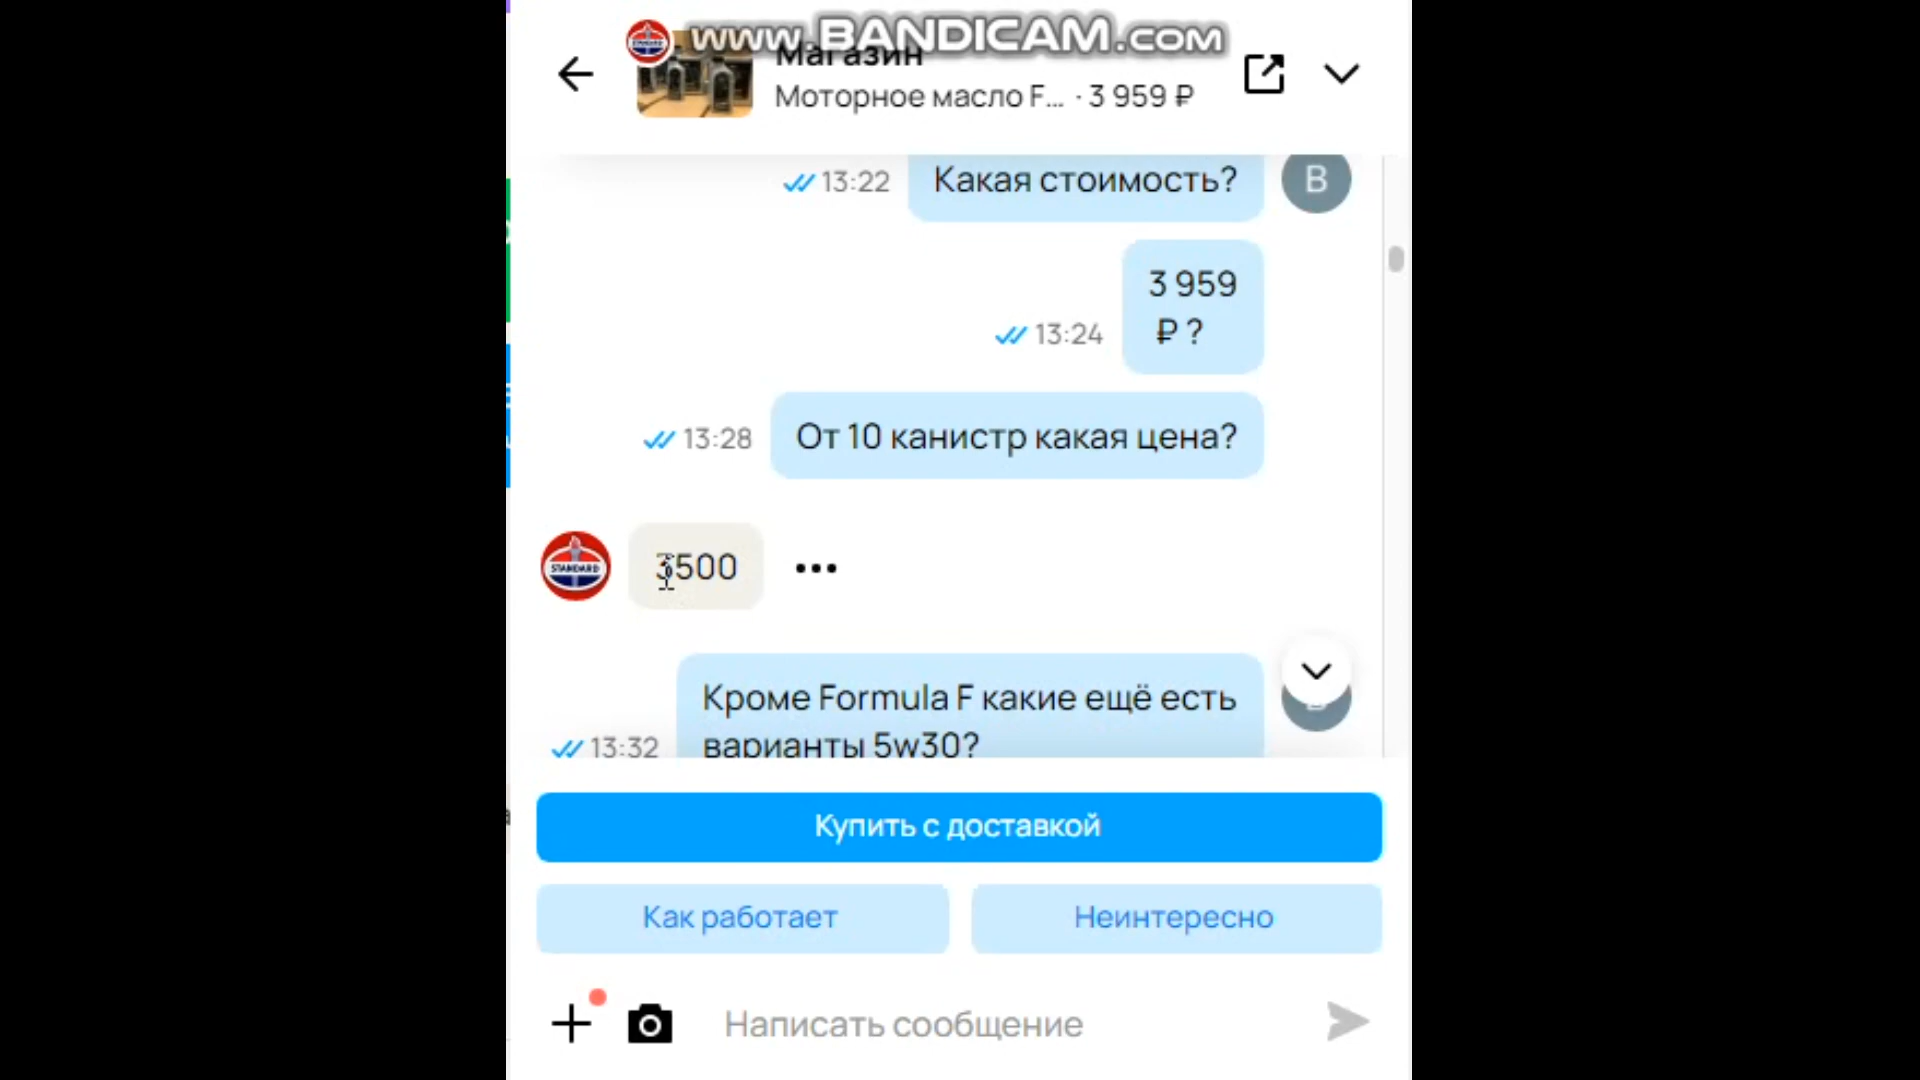 www.BANDICAM.com
Магазин
Моторное масло F... · 3 959 ₽
13:22 Какая стоимость? B
3 959
₽ ?
13:24
13:28 От 10 канистр какая цена?
STANDARD 3500
Кроме Formula F какие ещё есть
13:32 варианты 5w30?
Купить с доставкой
Как работает Неинтересно
Написать сообщение